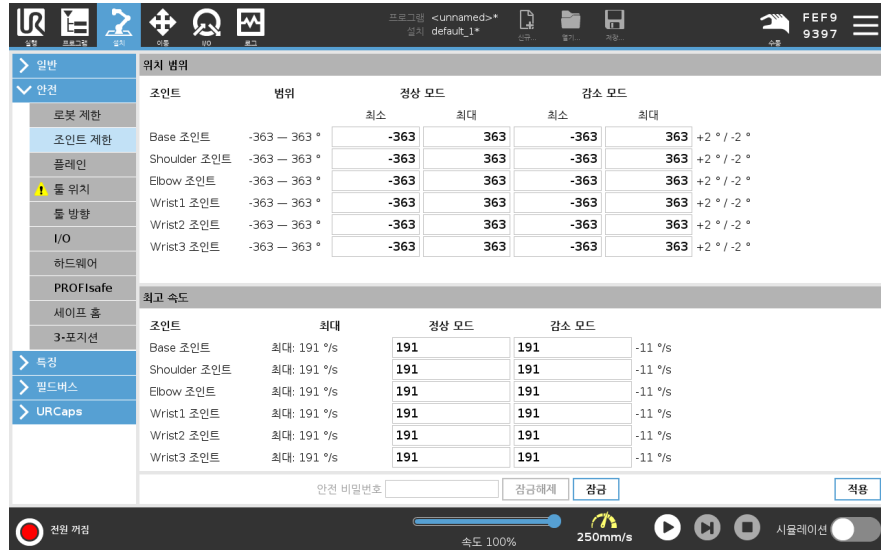 실행 프로그램 설치 이동 I/O 로그
프로그램 <unnamed>*
설치 default_1*
신규... 열기... 저장...
수동
FEF9
9397
일반
안전
로봇 제한
조인트 제한
플레인
툴 위치
툴 방향
I/O
하드웨어
PROFIsafe
세이프 홈
3-포지션
특징
필드버스
URCaps
위치 범위
조인트 범위 정상 모드 감소 모드
최소 최대 최소 최대
Base 조인트 -363 — 363 ° -363 363 -363 363 +2 ° / -2 °
Shoulder 조인트 -363 — 363 ° -363 363 -363 363 +2 ° / -2 °
Elbow 조인트 -363 — 363 ° -363 363 -363 363 +2 ° / -2 °
Wrist1 조인트 -363 — 363 ° -363 363 -363 363 +2 ° / -2 °
Wrist2 조인트 -363 — 363 ° -363 363 -363 363 +2 ° / -2 °
Wrist3 조인트 -363 — 363 ° -363 363 -363 363 +2 ° / -2 °
최고 속도
조인트 최대 정상 모드 감소 모드
Base 조인트 최대: 191 °/s 191 191 -11 °/s
Shoulder 조인트 최대: 191 °/s 191 191 -11 °/s
Elbow 조인트 최대: 191 °/s 191 191 -11 °/s
Wrist1 조인트 최대: 191 °/s 191 191 -11 °/s
Wrist2 조인트 최대: 191 °/s 191 191 -11 °/s
Wrist3 조인트 최대: 191 °/s 191 191 -11 °/s
안전 비밀번호 잠금해제 잠금 적용
전원 꺼짐
속도 100%
250mm/s
시뮬레이션